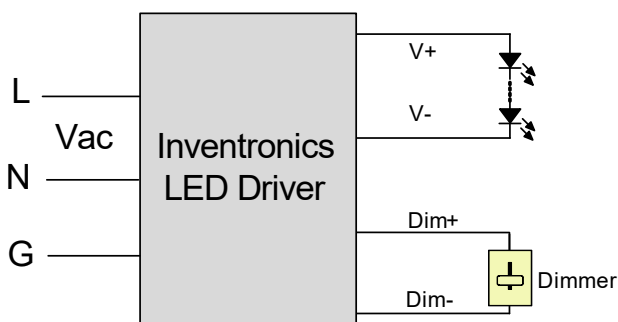 L
Vac
N
G
Inventronics
LED Driver
V+
V-
Dim+
Dim-
Dimmer